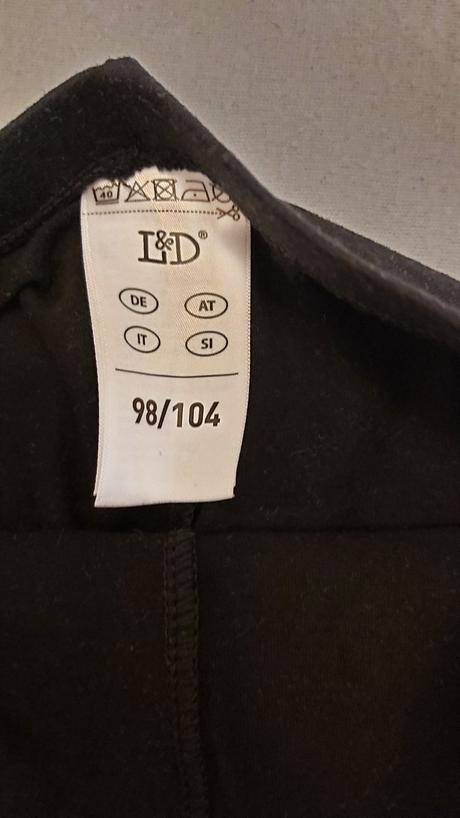 40
L&D®
DE AT
IT SI
98/104